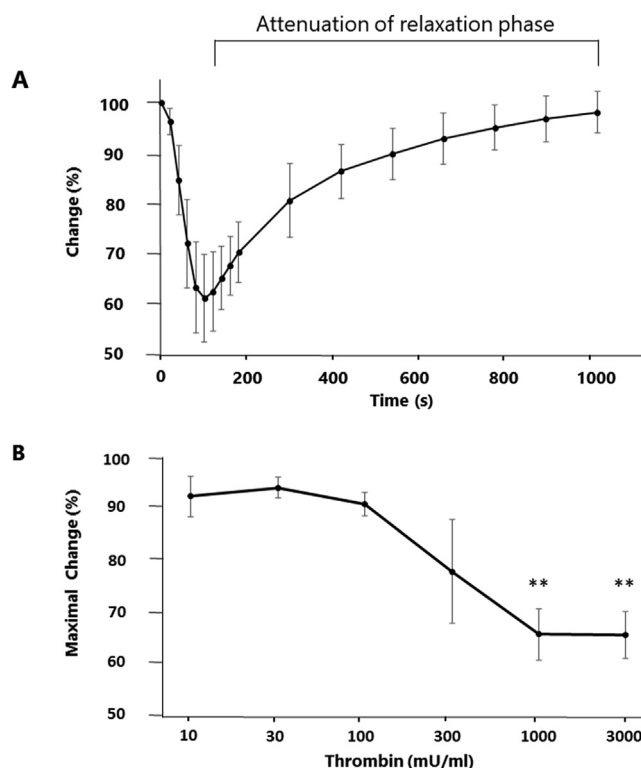 Attenuation of relaxation phase
A
100
90
80
70
60
50
Change (%)
0 200 400 600 800 1000
Time (s)
B
100
90
80
70
60
50
Maximal Change (%)
** **
10 30 100 300 1000 3000
Thrombin (mU/ml)